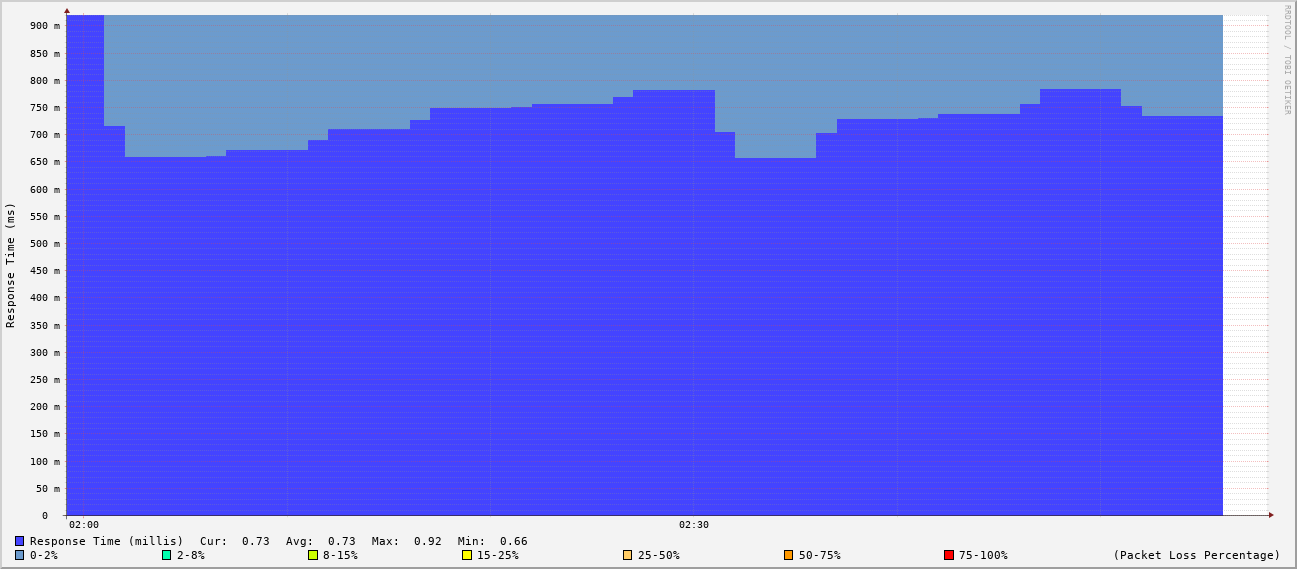 RRDTOOL / TOBI OETIKER
Response Time (ms)
900 m
850 m
800 m
750 m
700 m
650 m
600 m
550 m
500 m
450 m
400 m
350 m
300 m
250 m
200 m
150 m
100 m
50 m
0
02:00 02:30
Response Time (millis) Cur: 0.73 Avg: 0.73 Max: 0.92 Min: 0.66
0-2% 2-8% 8-15% 15-25% 25-50% 50-75% 75-100% (Packet Loss Percentage)